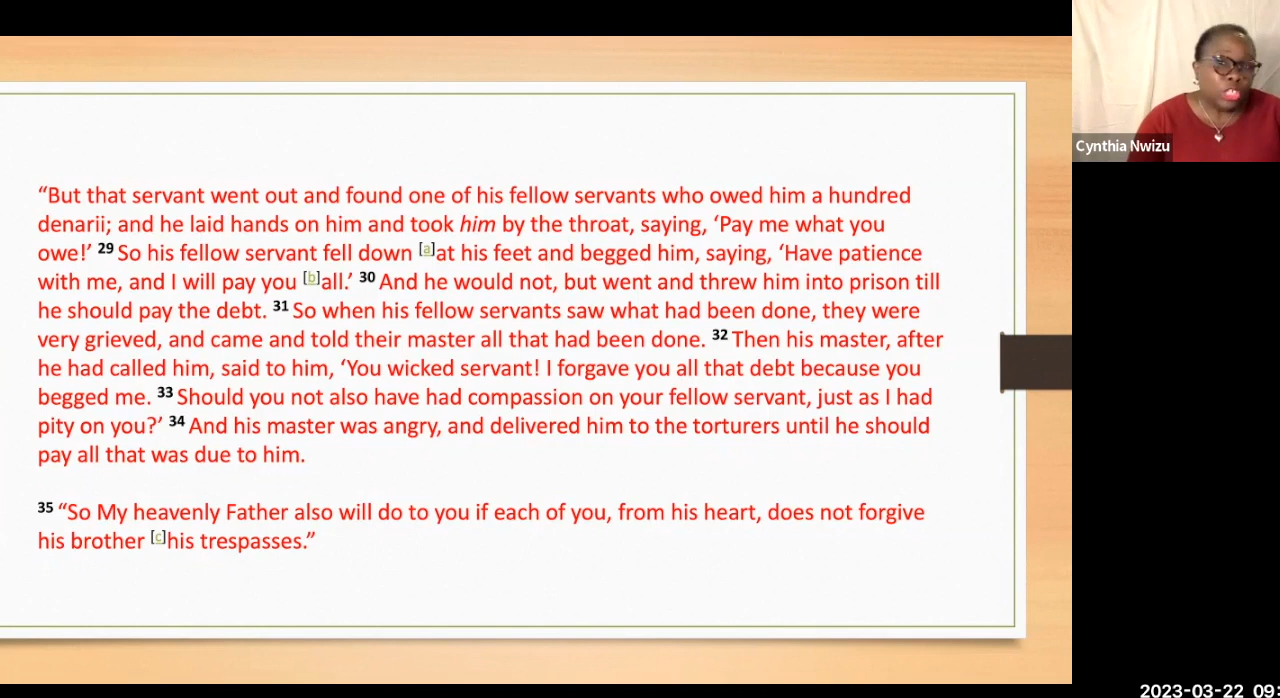 “But that servant went out and found one of his fellow servants who owed him a hundred
denarii; and he laid hands on him and took him by the throat, saying, ‘Pay me what you
owe!’ 29 So his fellow servant fell down [a]at his feet and begged him, saying, ‘Have patience
with me, and I will pay you [b]all.’ 30 And he would not, but went and threw him into prison till
he should pay the debt. 31 So when his fellow servants saw what had been done, they were
very grieved, and came and told their master all that had been done. 32 Then his master, after
he had called him, said to him, ‘You wicked servant! I forgave you all that debt because you
begged me. 33 Should you not also have had compassion on your fellow servant, just as I had
pity on you?’ 34 And his master was angry, and delivered him to the torturers until he should
pay all that was due to him.
35 “So My heavenly Father also will do to you if each of you, from his heart, does not forgive
his brother [c]his trespasses.”
Cynthia Nwizu
2023-03-22 09: